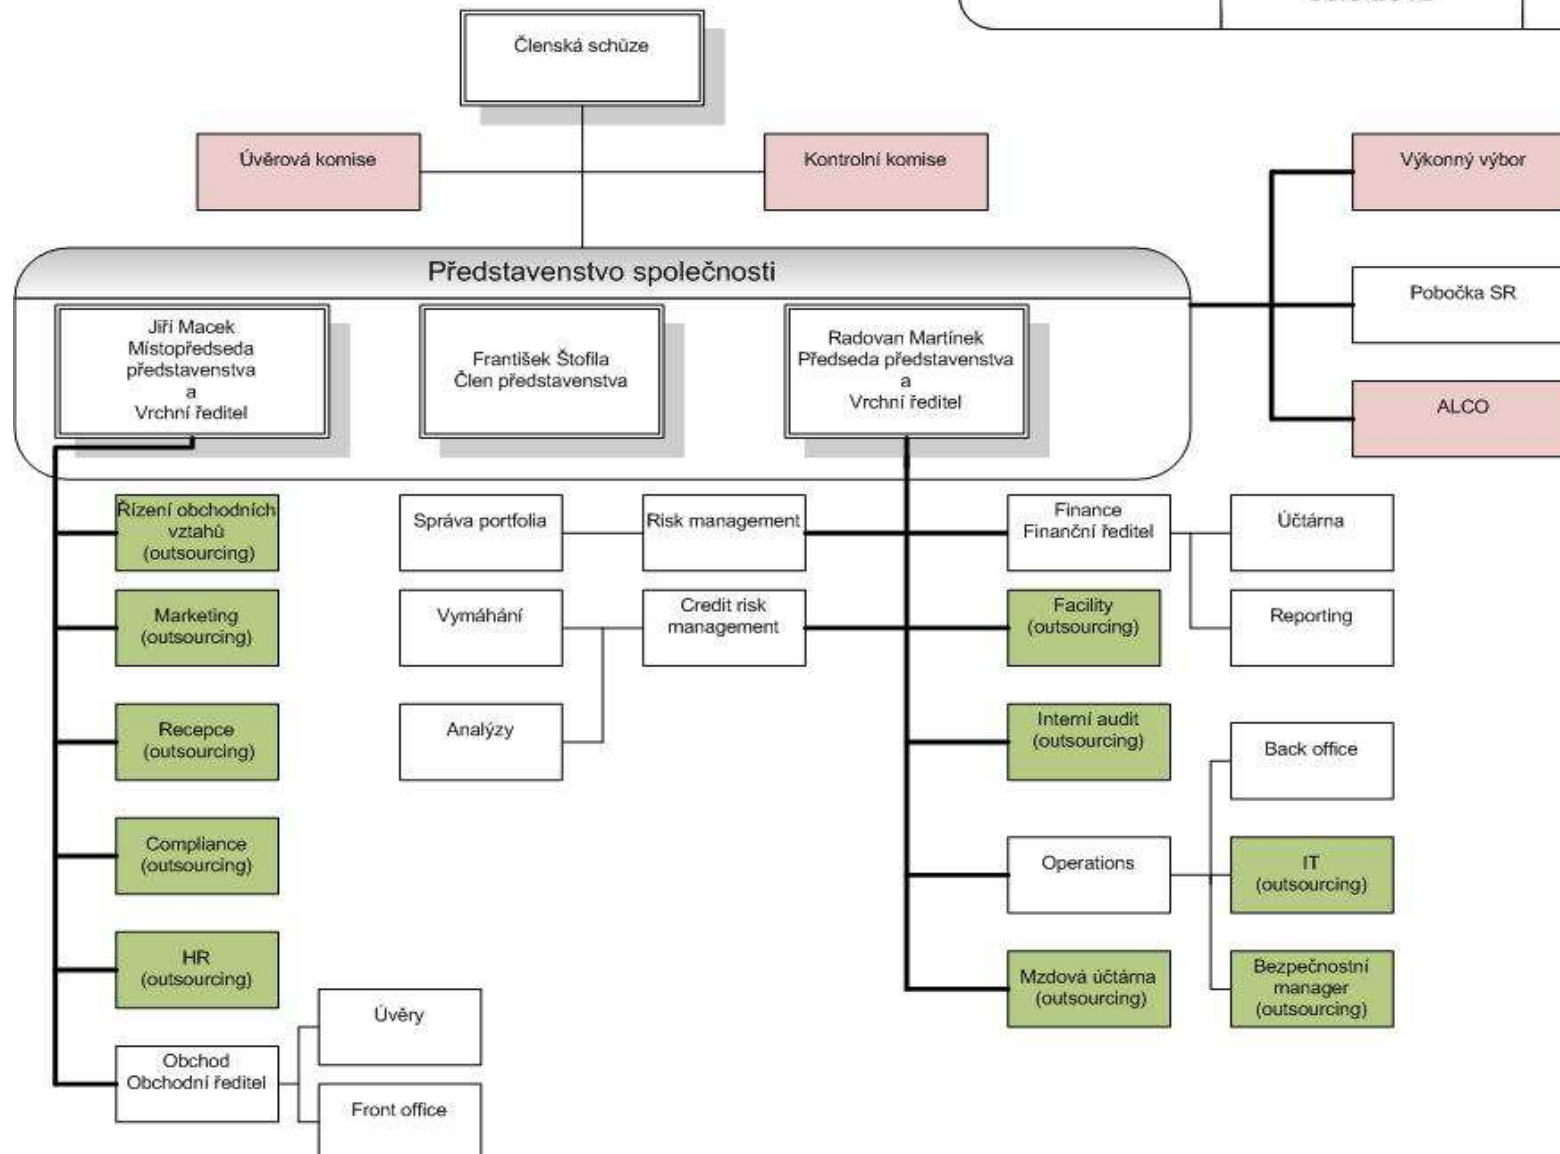 Členská schůze
Úvěrová komise
Kontrolní komise
Výkonný výbor
Představenstvo společnosti
Pobočka SR
ALCO
Jiří Macek
Místopředseda
představenstva
a
Vrchní ředitel
František Štofila
Člen představenstva
Radovan Martínek
Předseda představenstva
a
Vrchní ředitel
Řízení obchodních
vztahů
(outsourcing)
Správa portfolia
Risk management
Finance
Finanční ředitel
Účtárna
Marketing
(outsourcing)
Vymáhání
Credit risk
management
Facility
(outsourcing)
Reporting
Recepce
(outsourcing)
Analýzy
Interní audit
(outsourcing)
Back office
Compliance
(outsourcing)
Operations
IT
(outsourcing)
HR
(outsourcing)
Mzdová účtárna
(outsourcing)
Bezpečnostní
manager
(outsourcing)
Úvěry
Obchod
Obchodní ředitel
Front office